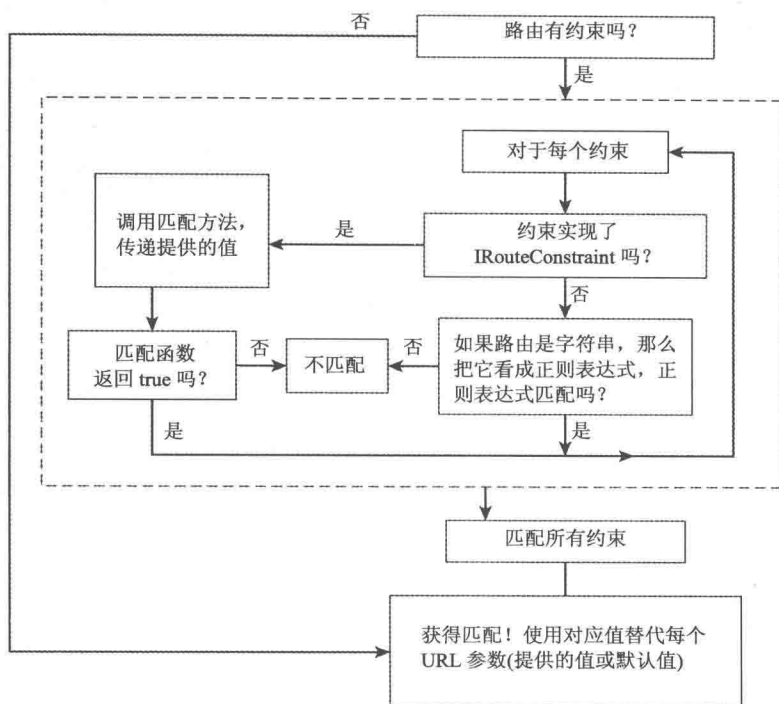 否
路由有约束吗？
是
对于每个约束
调用匹配方法，
传递提供的值
是
约束实现了
IRouteConstraint 吗？
否
匹配函数
返回 true 吗？
否
不匹配
否
如果路由是字符串，那么
把它看成正则表达式，正
则表达式匹配吗？
是
是
匹配所有约束
获得匹配！使用对应值替代每个
URL 参数(提供的值或默认值)